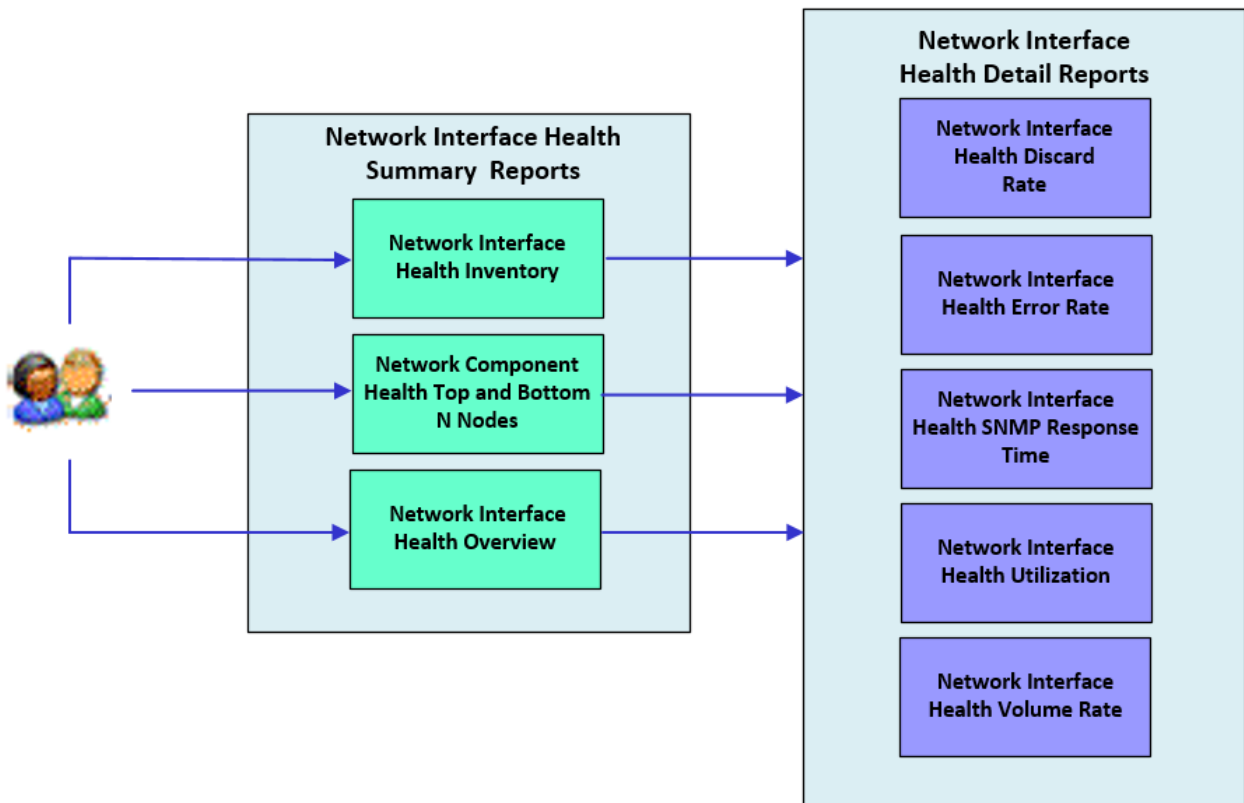 Network Interface Health
Summary Reports
Network Interface
Health Inventory
Network Component
Health Top and Bottom
N Nodes
Network Interface
Health Overview
Network Interface
Health Detail Reports
Network Interface
Health Discard
Rate
Network Interface
Health Error Rate
Network Interface
Health SNMP Response
Time
Network Interface
Health Utilization
Network Interface
Health Volume Rate